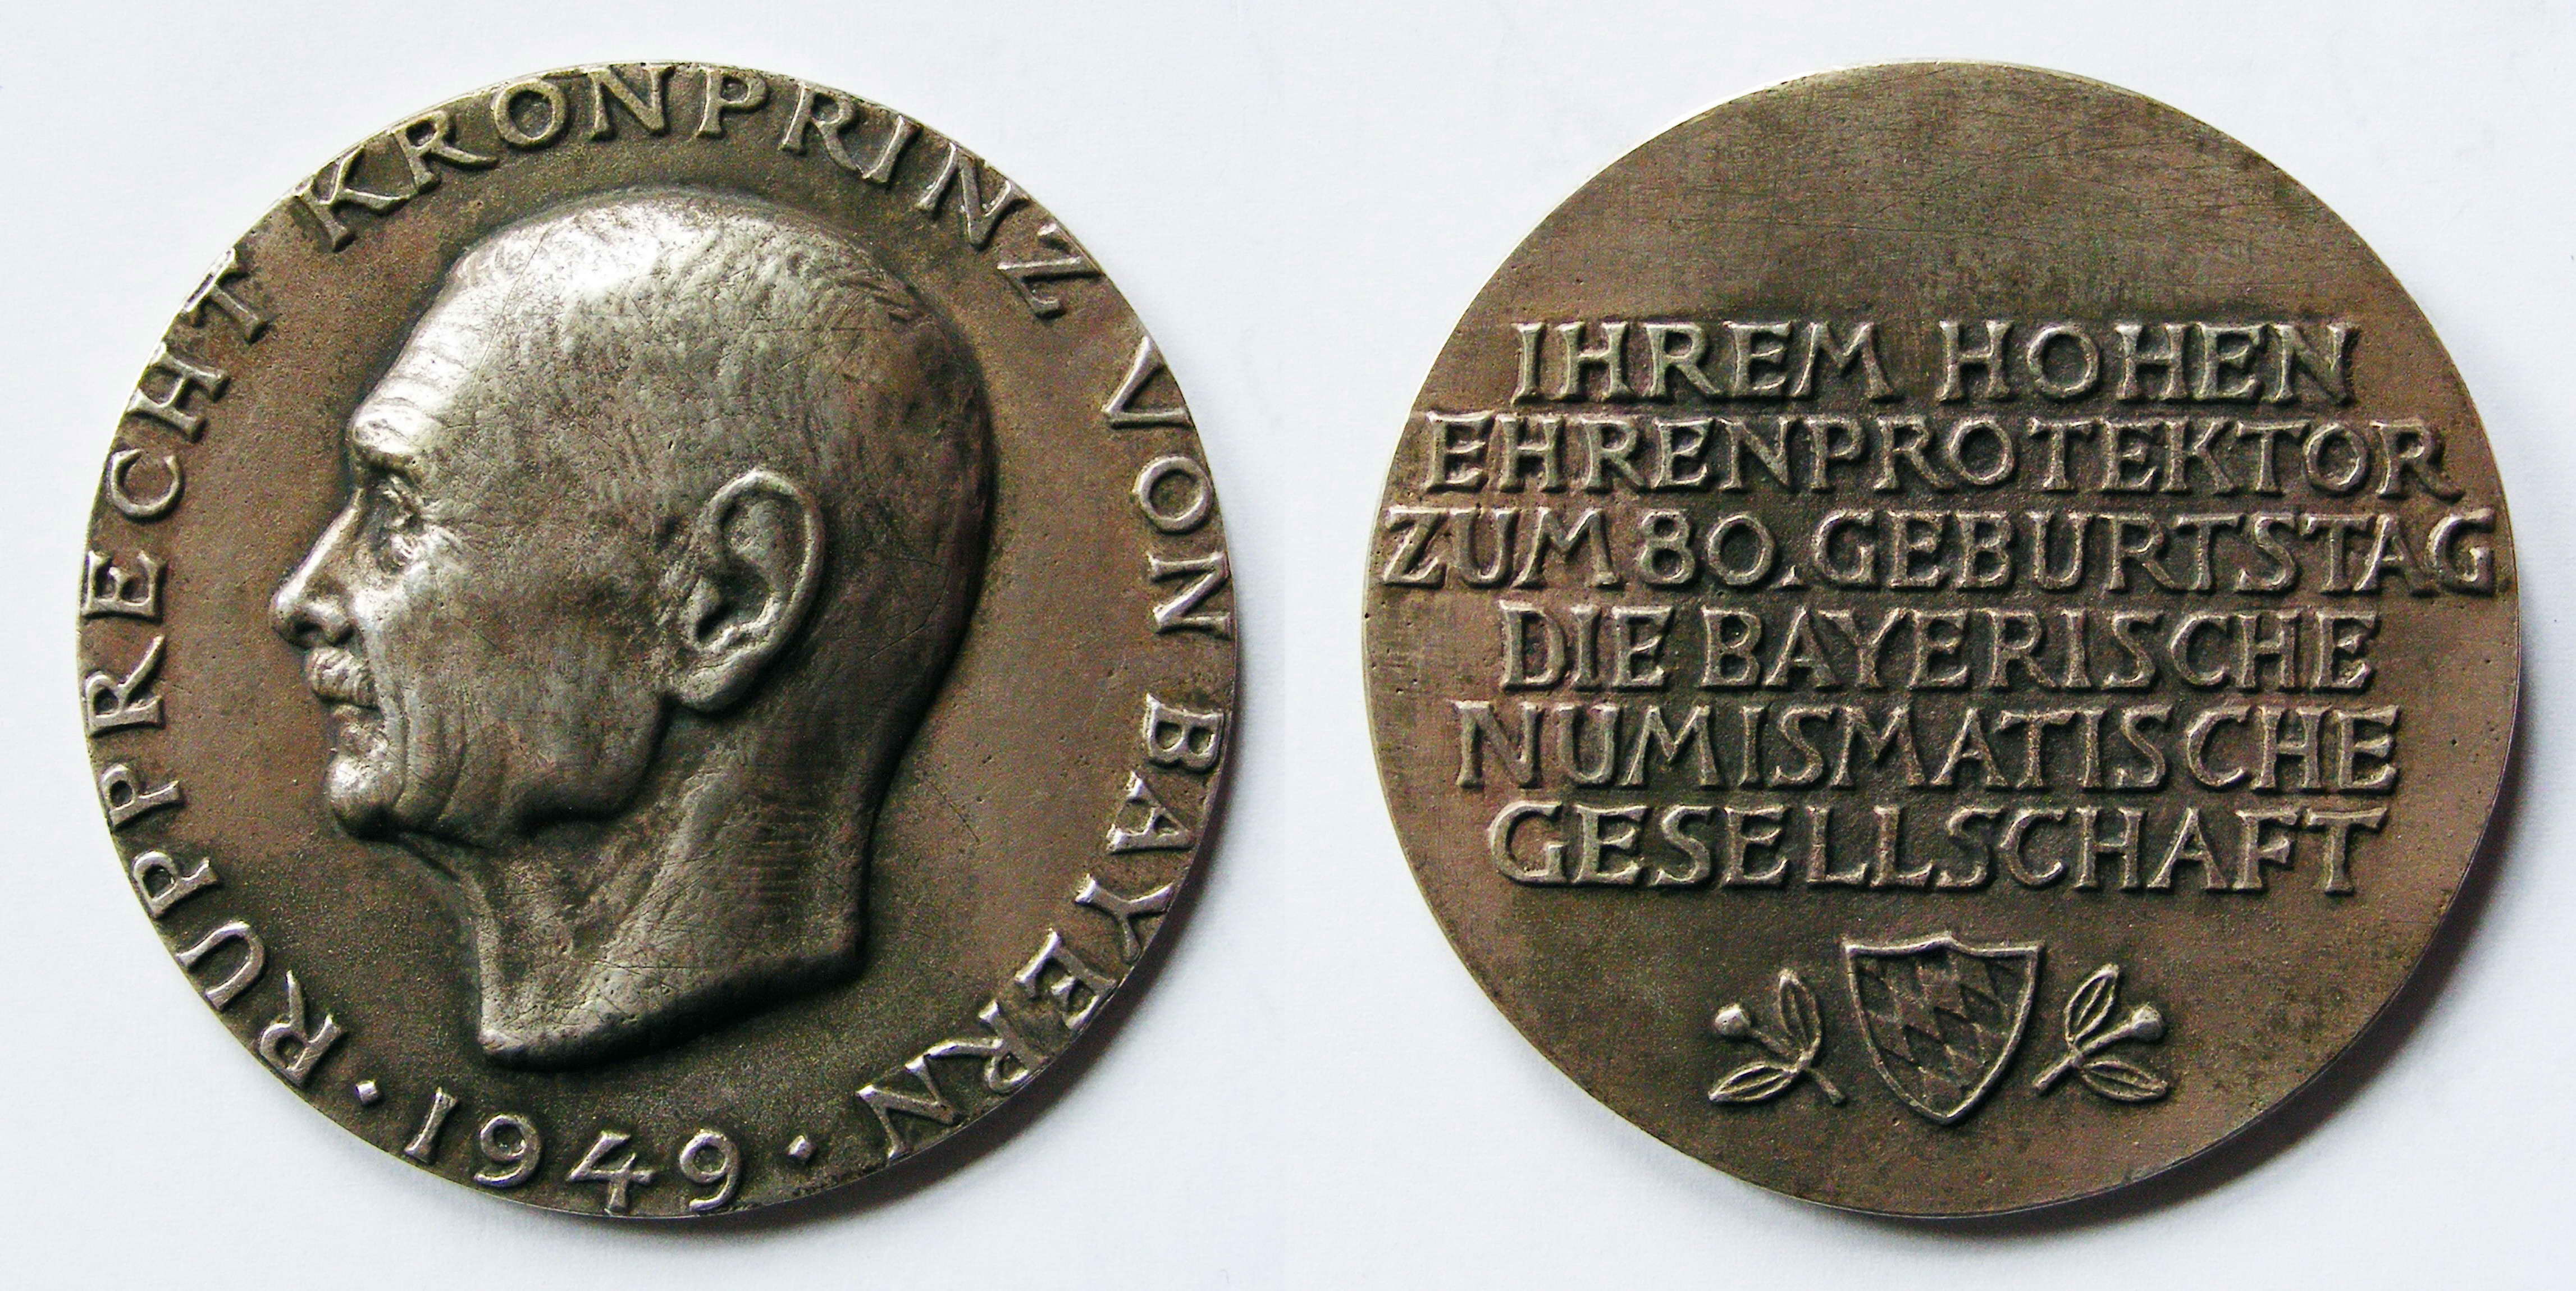 RUPPRECHT KRONPRINZ VON BAYERN
· 1949 ·
IHREM HOHEN
EHRENPROTEKTOR
ZUM 80. GEBURTSTAG
DIE BAYERISCHE
NUMISMATISCHE
GESELLSCHAFT